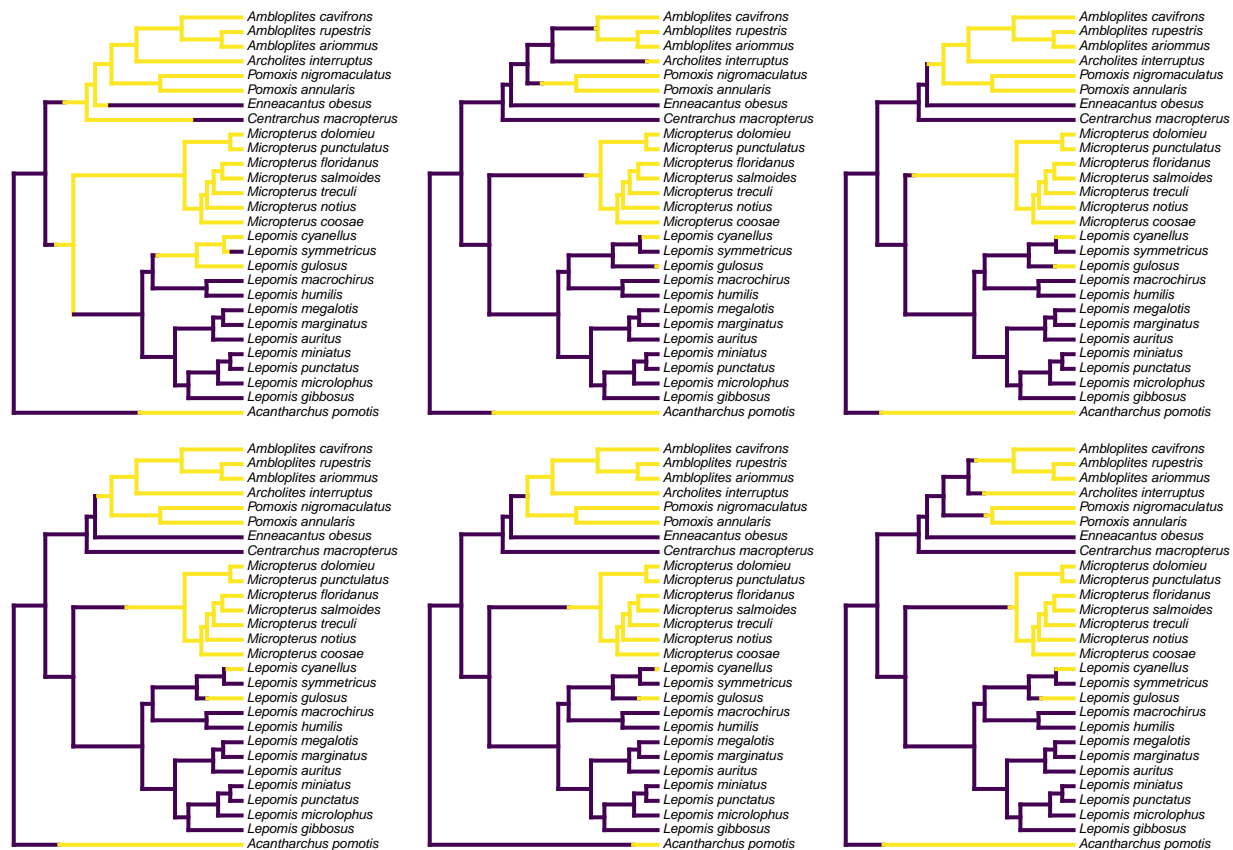 Ambloplites cavifrons
Ambloplites rupestris
Ambloplites ariommus
Archolites interruptus
Pomoxis nigromaculatus
Pomoxis annularis
Enneacantus obesus
Centrarchus macropterus
Micropterus dolomieu
Micropterus punctulatus
Micropterus floridanus
Micropterus salmoides
Micropterus treculi
Micropterus notius
Micropterus coosae
Lepomis cyanellus
Lepomis symmetricus
Lepomis gulosus
Lepomis macrochirus
Lepomis humilis
Lepomis megalotis
Lepomis marginatus
Lepomis auritus
Lepomis miniatus
Lepomis punctatus
Lepomis microlophus
Lepomis gibbosus
Acantharchus pomotis
Ambloplites cavifrons
Ambloplites rupestris
Ambloplites ariommus
Archolites interruptus
Pomoxis nigromaculatus
Pomoxis annularis
Enneacantus obesus
Centrarchus macropterus
Micropterus dolomieu
Micropterus punctulatus
Micropterus floridanus
Micropterus salmoides
Micropterus treculi
Micropterus notius
Micropterus coosae
Lepomis cyanellus
Lepomis symmetricus
Lepomis gulosus
Lepomis macrochirus
Lepomis humilis
Lepomis megalotis
Lepomis marginatus
Lepomis auritus
Lepomis miniatus
Lepomis punctatus
Lepomis microlophus
Lepomis gibbosus
Acantharchus pomotis
Ambloplites cavifrons
Ambloplites rupestris
Ambloplites ariommus
Archolites interruptus
Pomoxis nigromaculatus
Pomoxis annularis
Enneacantus obesus
Centrarchus macropterus
Micropterus dolomieu
Micropterus punctulatus
Micropterus floridanus
Micropterus salmoides
Micropterus treculi
Micropterus notius
Micropterus coosae
Lepomis cyanellus
Lepomis symmetricus
Lepomis gulosus
Lepomis macrochirus
Lepomis humilis
Lepomis megalotis
Lepomis marginatus
Lepomis auritus
Lepomis miniatus
Lepomis punctatus
Lepomis microlophus
Lepomis gibbosus
Acantharchus pomotis
Ambloplites cavifrons
Ambloplites rupestris
Ambloplites ariommus
Archolites interruptus
Pomoxis nigromaculatus
Pomoxis annularis
Enneacantus obesus
Centrarchus macropterus
Micropterus dolomieu
Micropterus punctulatus
Micropterus floridanus
Micropterus salmoides
Micropterus treculi
Micropterus notius
Micropterus coosae
Lepomis cyanellus
Lepomis symmetricus
Lepomis gulosus
Lepomis macrochirus
Lepomis humilis
Lepomis megalotis
Lepomis marginatus
Lepomis auritus
Lepomis miniatus
Lepomis punctatus
Lepomis microlophus
Lepomis gibbosus
Acantharchus pomotis
Ambloplites cavifrons
Ambloplites rupestris
Ambloplites ariommus
Archolites interruptus
Pomoxis nigromaculatus
Pomoxis annularis
Enneacantus obesus
Centrarchus macropterus
Micropterus dolomieu
Micropterus punctulatus
Micropterus floridanus
Micropterus salmoides
Micropterus treculi
Micropterus notius
Micropterus coosae
Lepomis cyanellus
Lepomis symmetricus
Lepomis gulosus
Lepomis macrochirus
Lepomis humilis
Lepomis megalotis
Lepomis marginatus
Lepomis auritus
Lepomis miniatus
Lepomis punctatus
Lepomis microlophus
Lepomis gibbosus
Acantharchus pomotis
Ambloplites cavifrons
Ambloplites rupestris
Ambloplites ariommus
Archolites interruptus
Pomoxis nigromaculatus
Pomoxis annularis
Enneacantus obesus
Centrarchus macropterus
Micropterus dolomieu
Micropterus punctulatus
Micropterus floridanus
Micropterus salmoides
Micropterus treculi
Micropterus notius
Micropterus coosae
Lepomis cyanellus
Lepomis symmetricus
Lepomis gulosus
Lepomis macrochirus
Lepomis humilis
Lepomis megalotis
Lepomis marginatus
Lepomis auritus
Lepomis miniatus
Lepomis punctatus
Lepomis microlophus
Lepomis gibbosus
Acantharchus pomotis